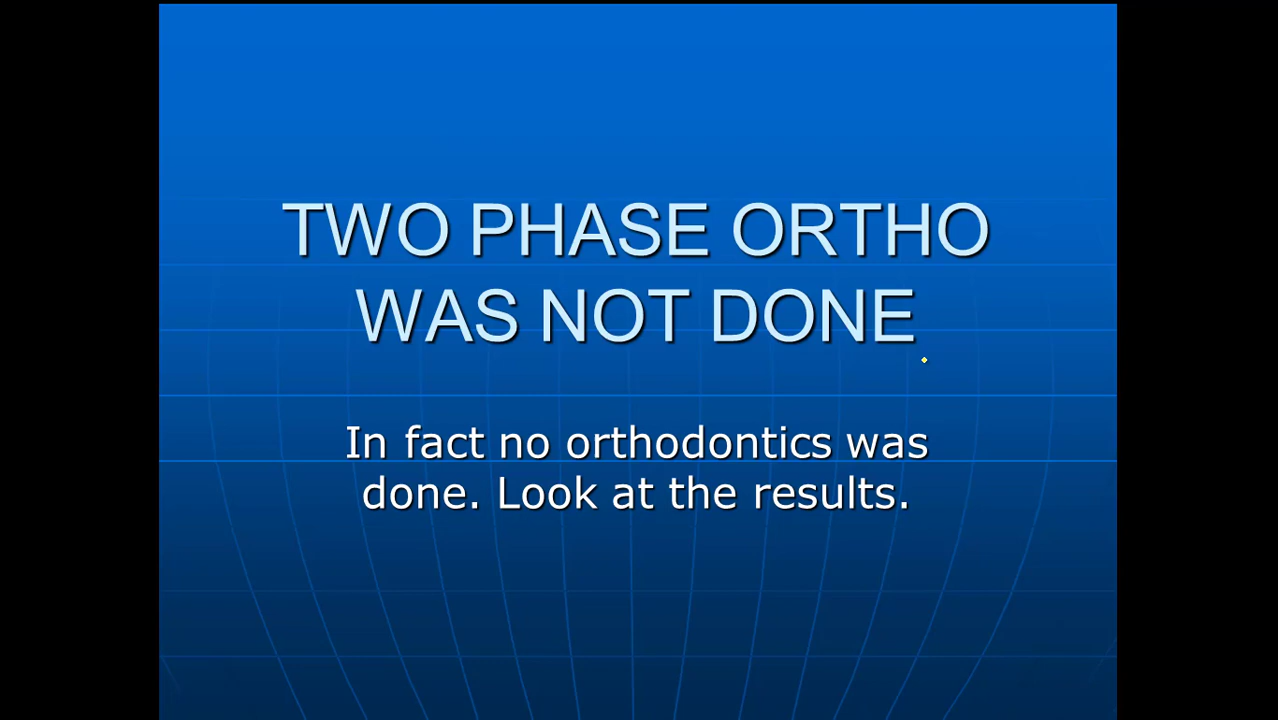 TWO PHASE ORTHO
WAS NOT DONE
In fact no orthodontics was
done. Look at the results.